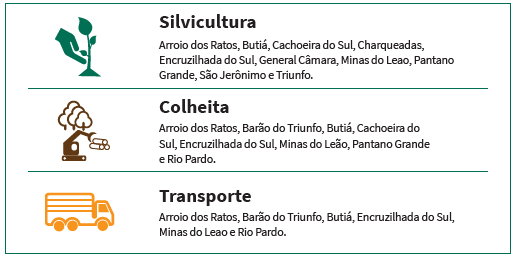 Silvicultura
Arroio dos Ratos, Butiá, Cachoeira do Sul, Charqueadas,
Encruzilhada do Sul, General Câmara, Minas do Leao, Pantano
Grande, São Jerônimo e Triunfo.
Colheita
Arroio dos Ratos, Barão do Triunfo, Butiá, Cachoeira do
Sul, Encruzilhada do Sul, Minas do Leão, Pantano Grande
e Rio Pardo.
Transporte
Arroio dos Ratos, Barão do Triunfo, Butiá, Encruzilhada do Sul,
Minas do Leao e Rio Pardo.